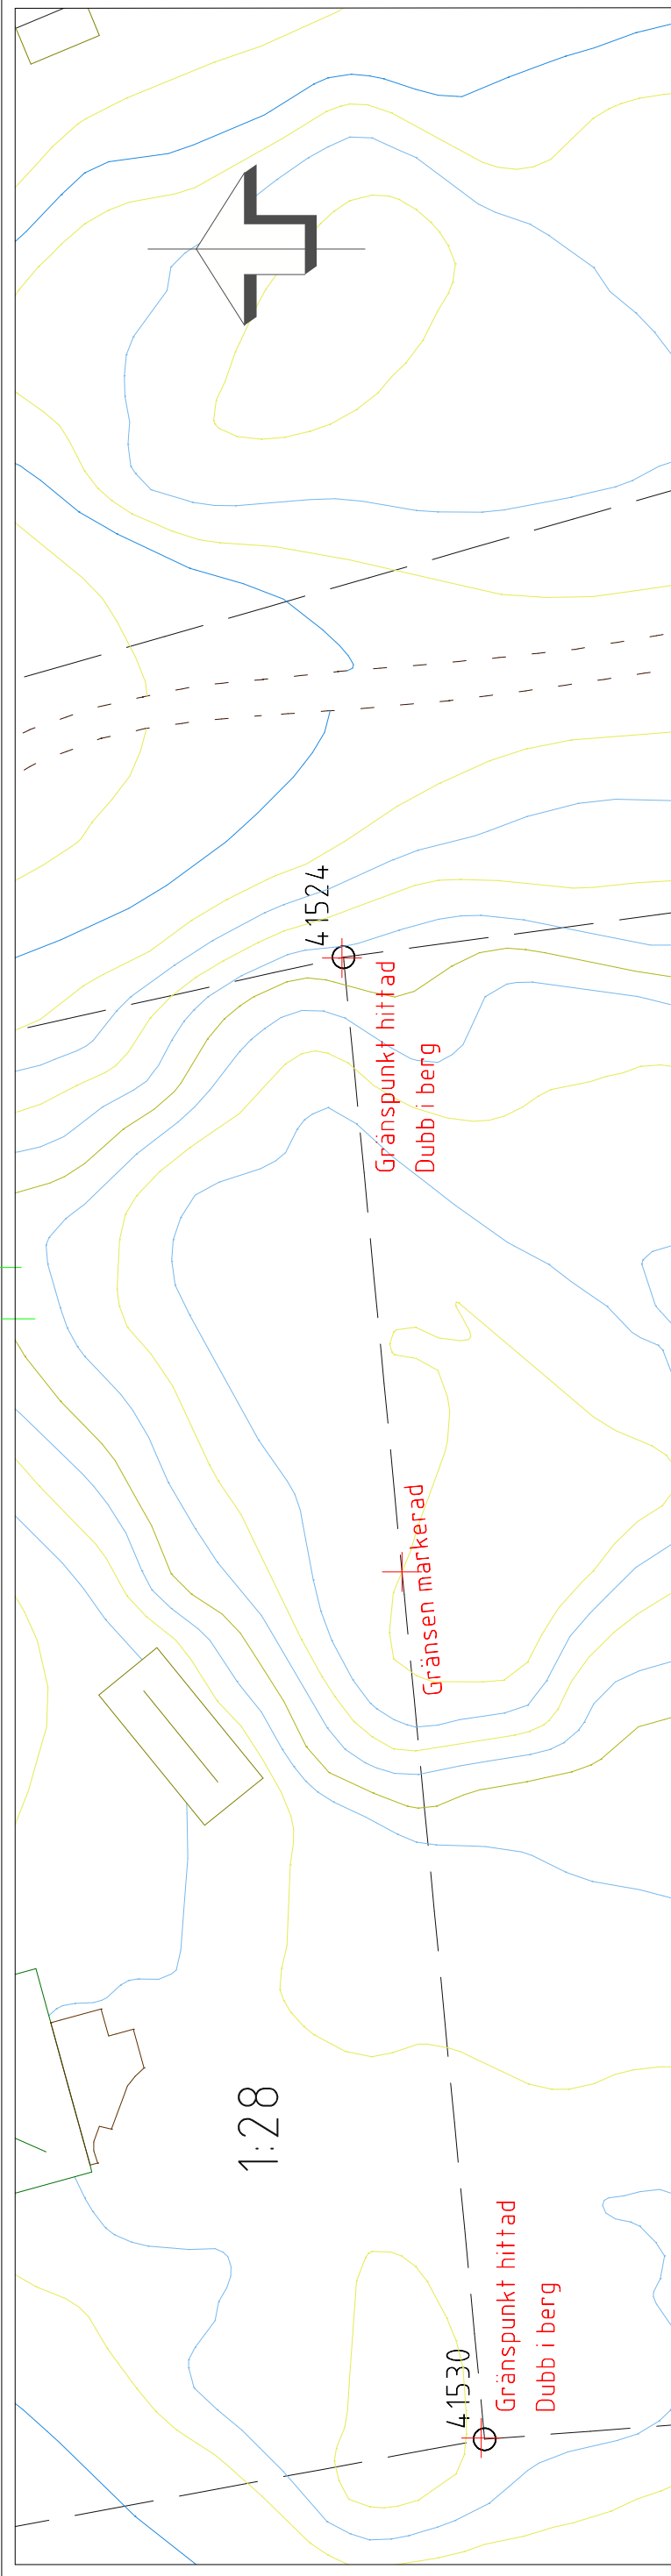 41524
Gränspunkt hittad
Dubb i berg
Gränsen markerad
1:28
41530
Gränspunkt hittad
Dubb i berg